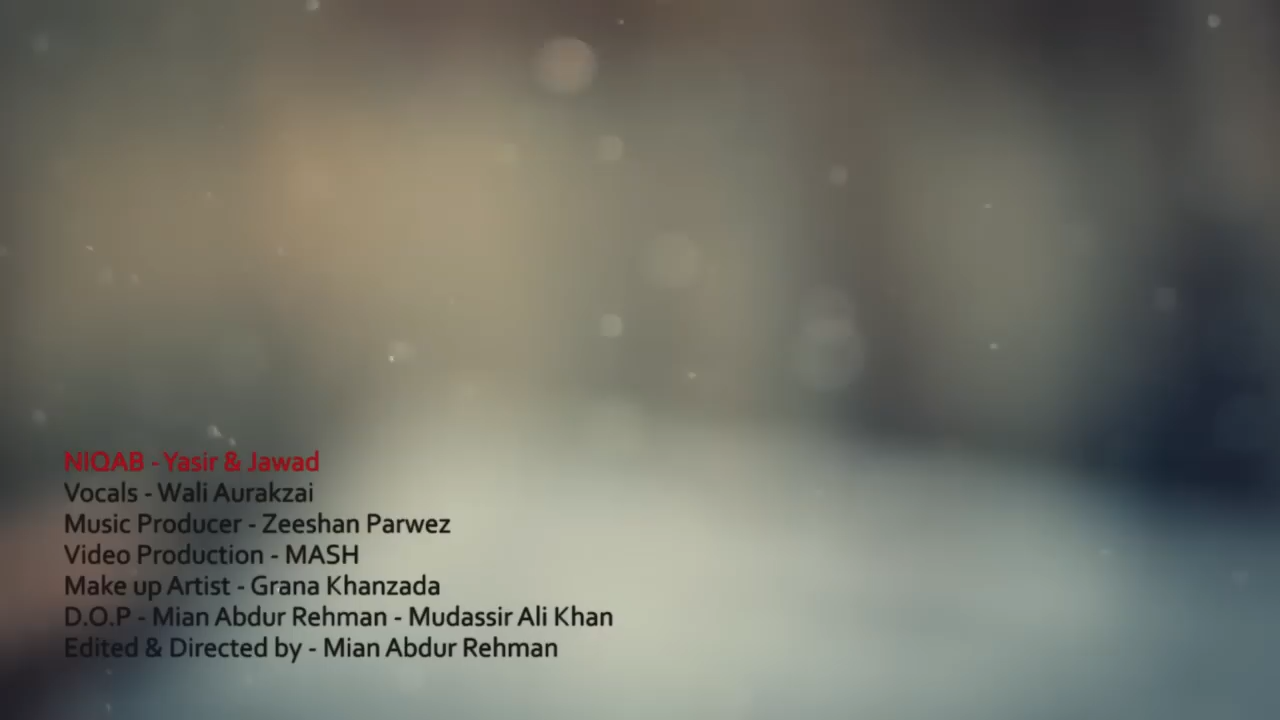 NIQAB - Yasir & Jawad
Vocals - Wali Aurakzai
Music Producer - Zeeshan Parwez
Video Production - MASH
Make up Artist - Grana Khanzada
D.O.P - Mian Abdur Rehman - Mudassir Ali Khan
Edited & Directed by - Mian Abdur Rehman